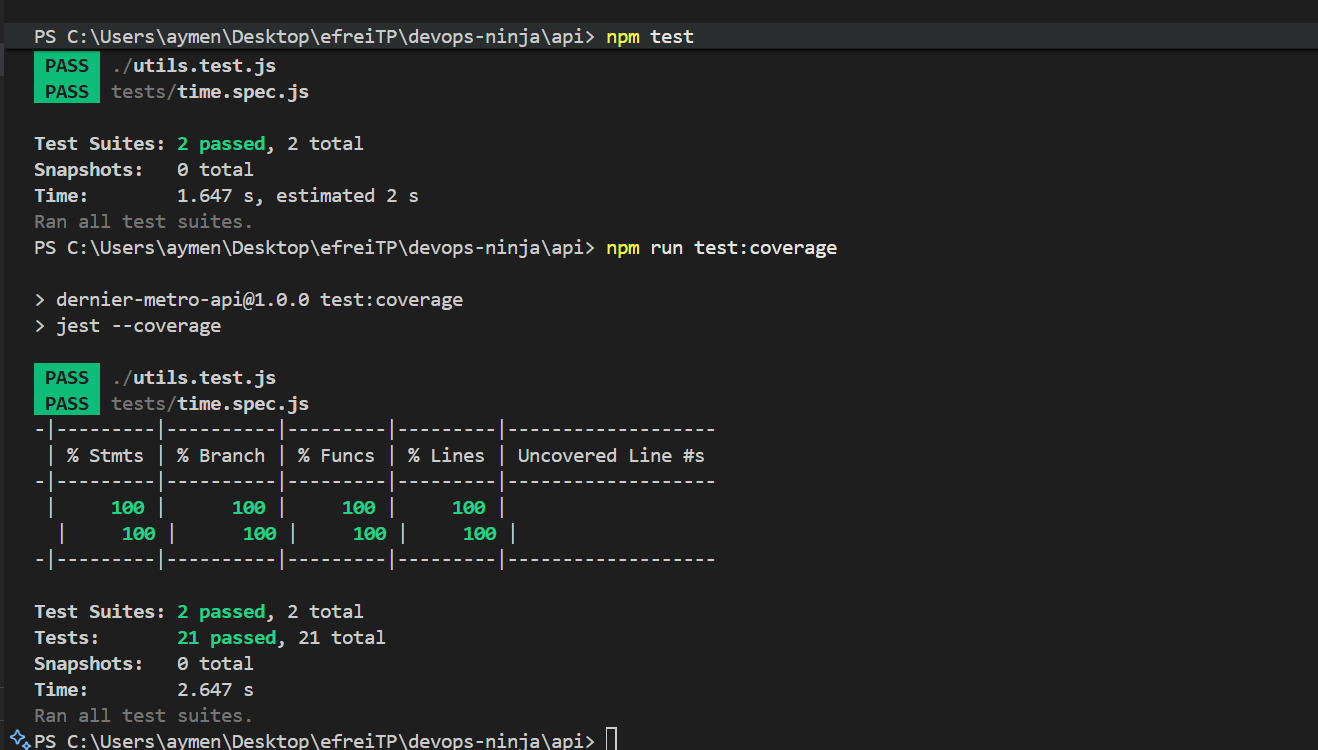 PS C:\Users\aymen\Desktop\efreiTP\devops-ninja\api> npm test
PASS ./utils.test.js
PASS tests/time.spec.js
Test Suites: 2 passed, 2 total
Snapshots:   0 total
Time:        1.647 s, estimated 2 s
Ran all test suites.
PS C:\Users\aymen\Desktop\efreiTP\devops-ninja\api> npm run test:coverage
> dernier-metro-api@1.0.0 test:coverage
> jest --coverage
PASS ./utils.test.js
PASS tests/time.spec.js
-|---------|----------|---------|---------|-------------------
 | % Stmts | % Branch | % Funcs | % Lines | Uncovered Line #s
-|---------|----------|---------|---------|-------------------
 |     100 |      100 |     100 |     100 |
  |     100 |      100 |     100 |     100 |
-|---------|----------|---------|---------|-------------------
Test Suites: 2 passed, 2 total
Tests:       21 passed, 21 total
Snapshots:   0 total
Time:        2.647 s
Ran all test suites.
PS C:\Users\aymen\Desktop\efreiTP\devops-ninja\api>